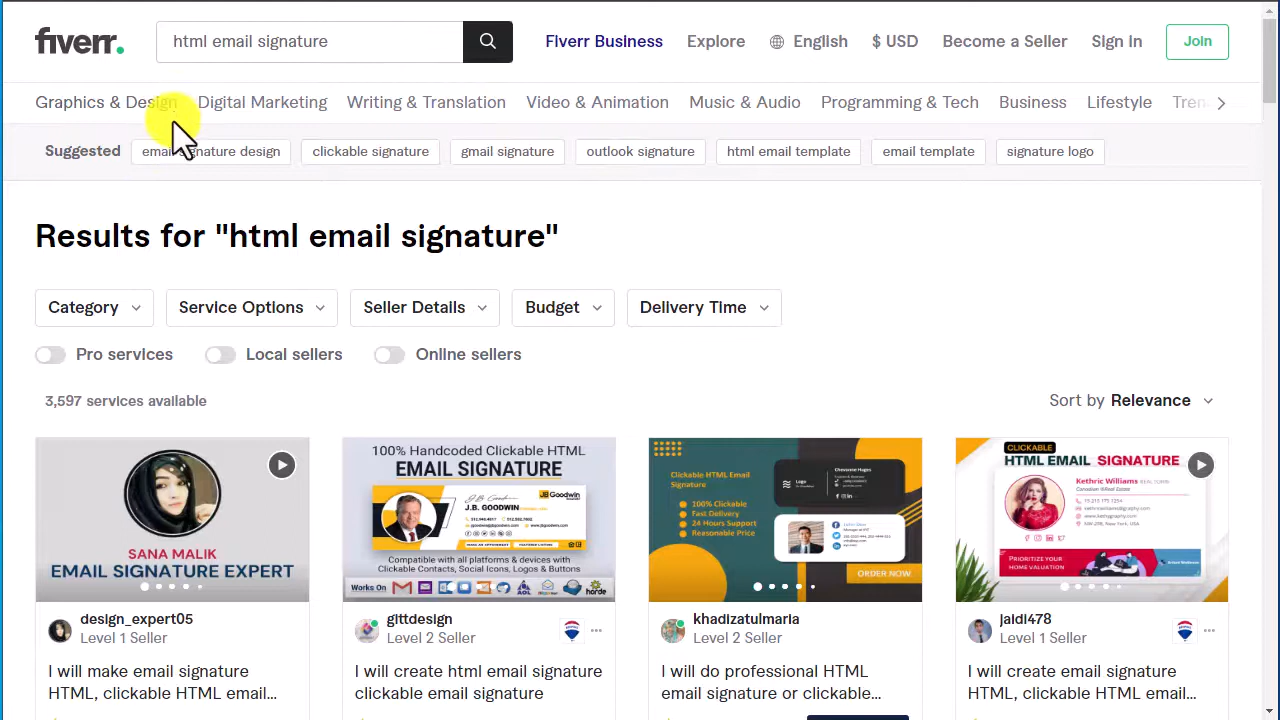 fiverr.
html email signature
Fiverr Business Explore English $ USD Become a Seller Sign in Join
Graphics & Design Digital Marketing Writing & Translation Video & Animation Music & Audio Programming & Tech Business Lifestyle
Suggested email signature design clickable signature gmail signature outlook signature html email template email template signature logo
Results for "html email signature"
Category Service Options Seller Details Budget Delivery Time
Pro services Local sellers Online sellers
3,597 services available
Sort by Relevance
SANA MALIK
EMAIL SIGNATURE EXPERT
design_expert05
Level 1 Seller
I will make email signature
HTML, clickable HTML email...
100% Handcoded Clickable HTML
EMAIL SIGNATURE
J.B. GOODWIN
Compatible with all platforms & devices with
Clickable Contacts, Social Icons, Logos & Buttons
Works On
gittdesign
Level 2 Seller
I will create html email signature
clickable email signature
Clickable HTML Email
Signature
100% Clickable
Fast Delivery
24 Hours Support
Reasonable Price
ORDER NOW
khadizatulmaria
Level 2 Seller
I will do professional HTML
email signature or clickable...
CLICKABLE
HTML EMAIL SIGNATURE
Kethric Williams
PRIORITIZE YOUR
HOME VALUATION
jaidi478
Level 1 Seller
I will create email signature
HTML, clickable HTML email...